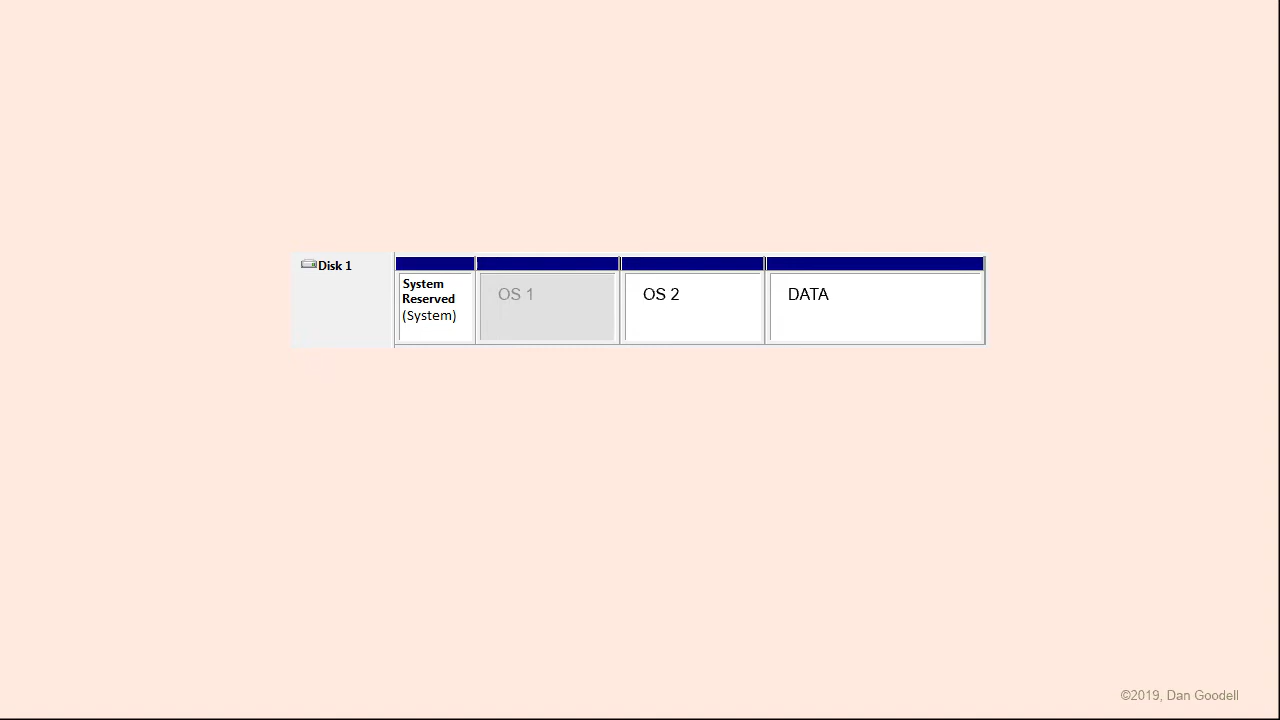 Disk 1
System
Reserved
(System)
OS 1
OS 2
DATA
©2019, Dan Goodell